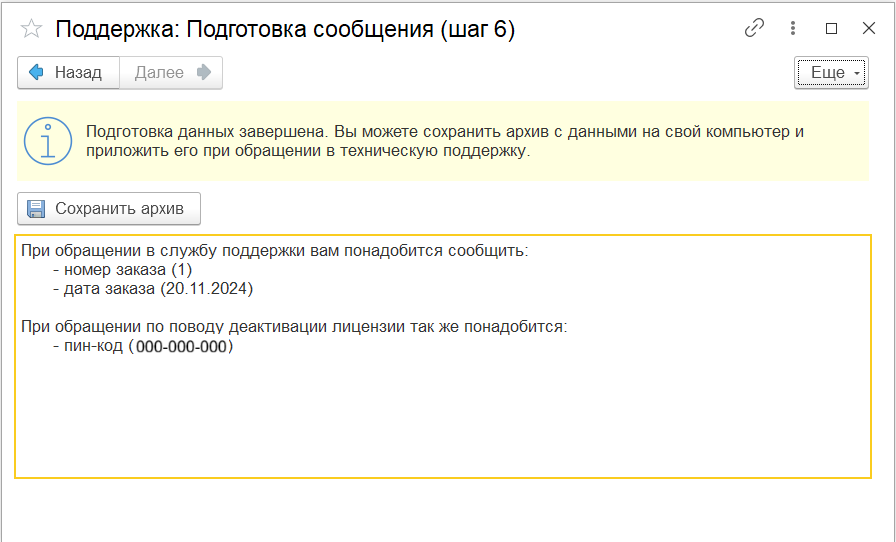 Поддержка: Подготовка сообщения (шаг 6)
Назад
Далее
Еще
Подготовка данных завершена. Вы можете сохранить архив с данными на свой компьютер и
приложить его при обращении в техническую поддержку.
Сохранить архив
При обращении в службу поддержки вам понадобится сообщить:
- номер заказа (1)
- дата заказа (20.11.2024)
При обращении по поводу деактивации лицензии так же понадобится:
- пин-код (000-000-000)